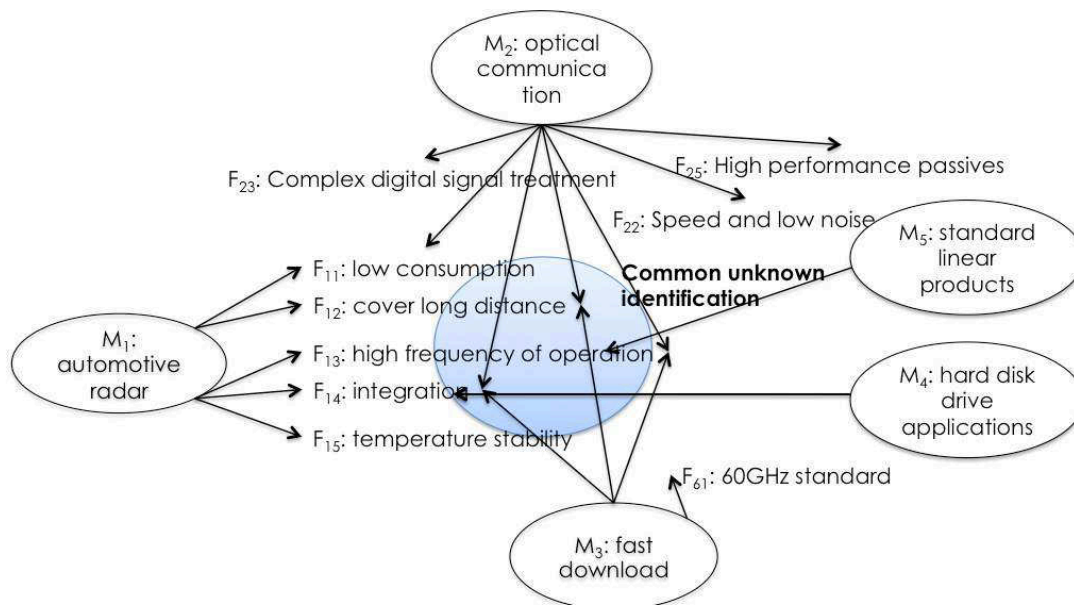 M₂: optical
communica
tion
F₂₅: High performance passives
F₂₃: Complex digital signal treatment
F₂₂: Speed and low noise
M₅: standard
linear
products
F₁₁: low consumption
Common unknown
identification
F₁₂: cover long distance
M₁:
automotive
radar
F₁₃: high frequency of operation
F₁₄: integration
M₄: hard disk
drive
applications
F₁₅: temperature stability
F₆₁: 60GHz standard
M₃: fast
download